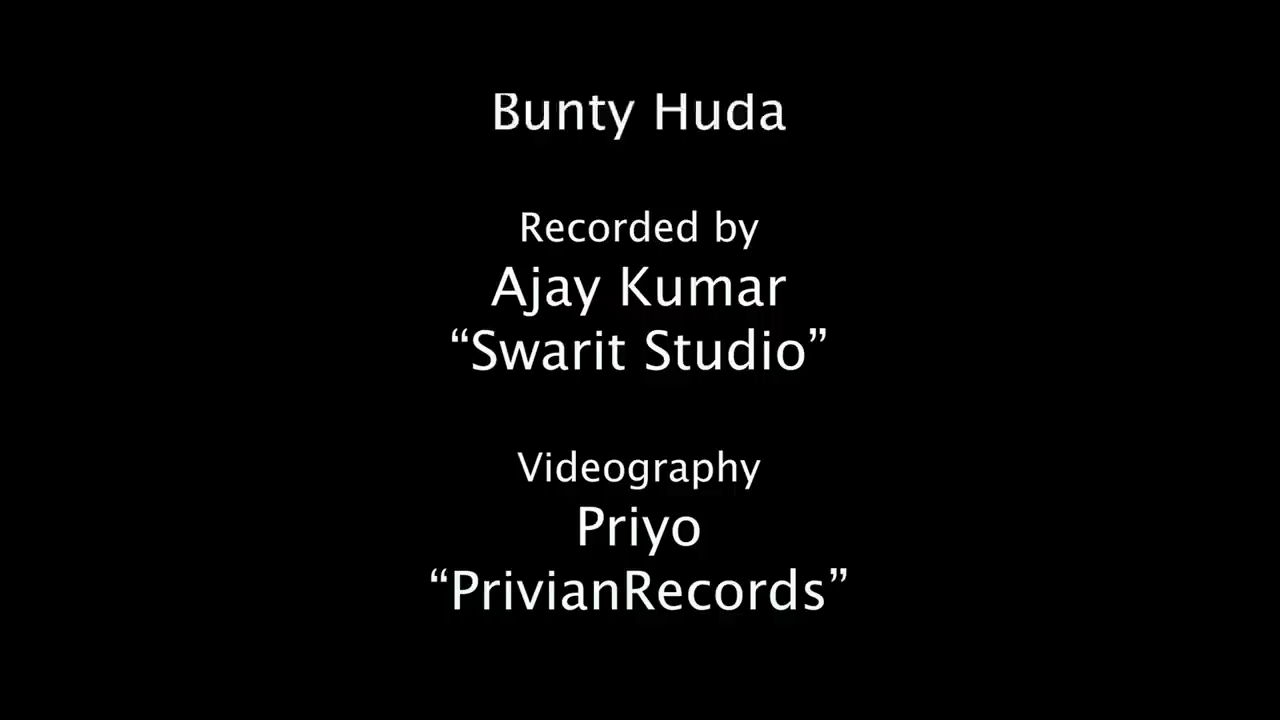 Bunty Huda
Recorded by
Ajay Kumar
“Swarit Studio”
Videography
Priyo
“PrivianRecords”